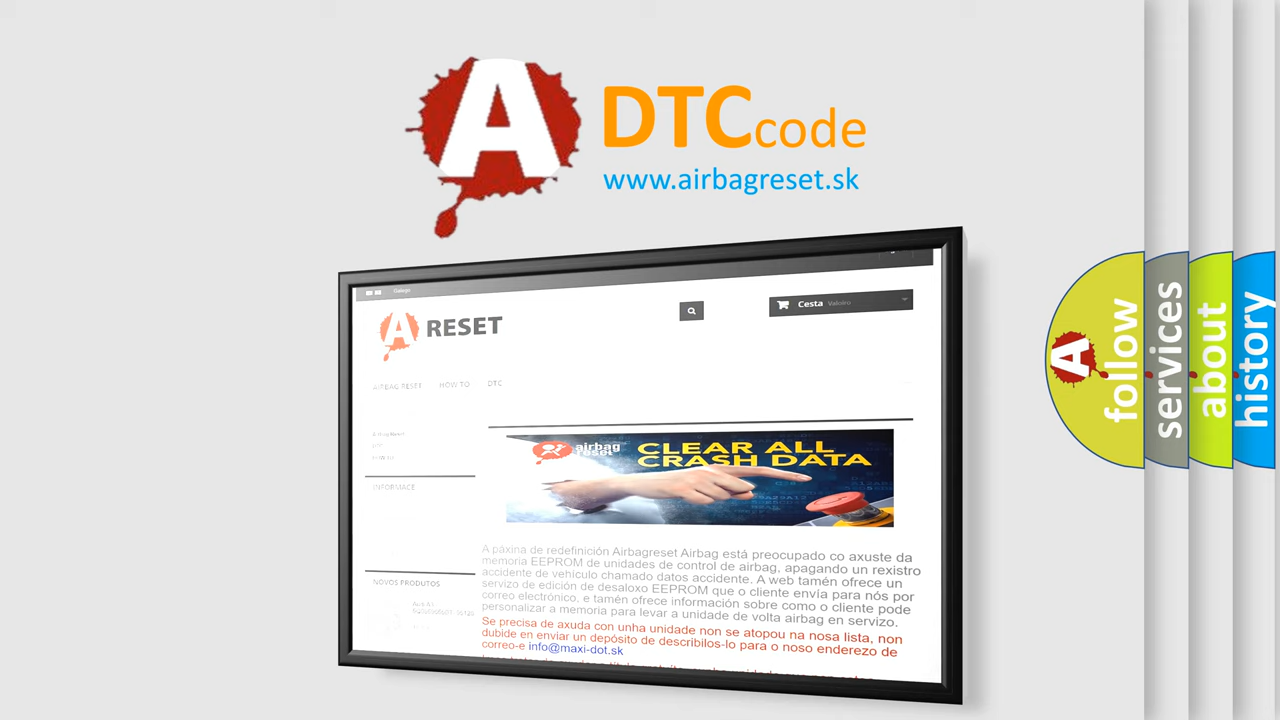 A
DTCcode
www.airbagreset.sk
Galego
A RESET
Cesta Valeiro
AIRBAG RESET HOW TO DTC
INFORMACE
airbag
reset
CLEAR ALL
CRASH DATA
NOVOS PRODUTOS
A páxina de redefinición Airbagreset Airbag está preocupado co axuste da
memoria EEPROM de unidades de control de airbag, apagando un rexistro
accidente de vehículo chamado datos accidente. A web tamén ofrece un
servizo de edición de desaloxo EEPROM que o cliente envía para nós por
correo electrónico, e tamén ofrece información sobre como o cliente pode
personalizar a memoria para levar a unidade de volta airbag en servizo.
Se precisa de axuda con unha unidade non se atopou na nosa lista, non
dubide en enviar un depósito de describilos-lo para o noso enderezo de
correo-e info@maxi-dot.sk
A
follow
services
about
history